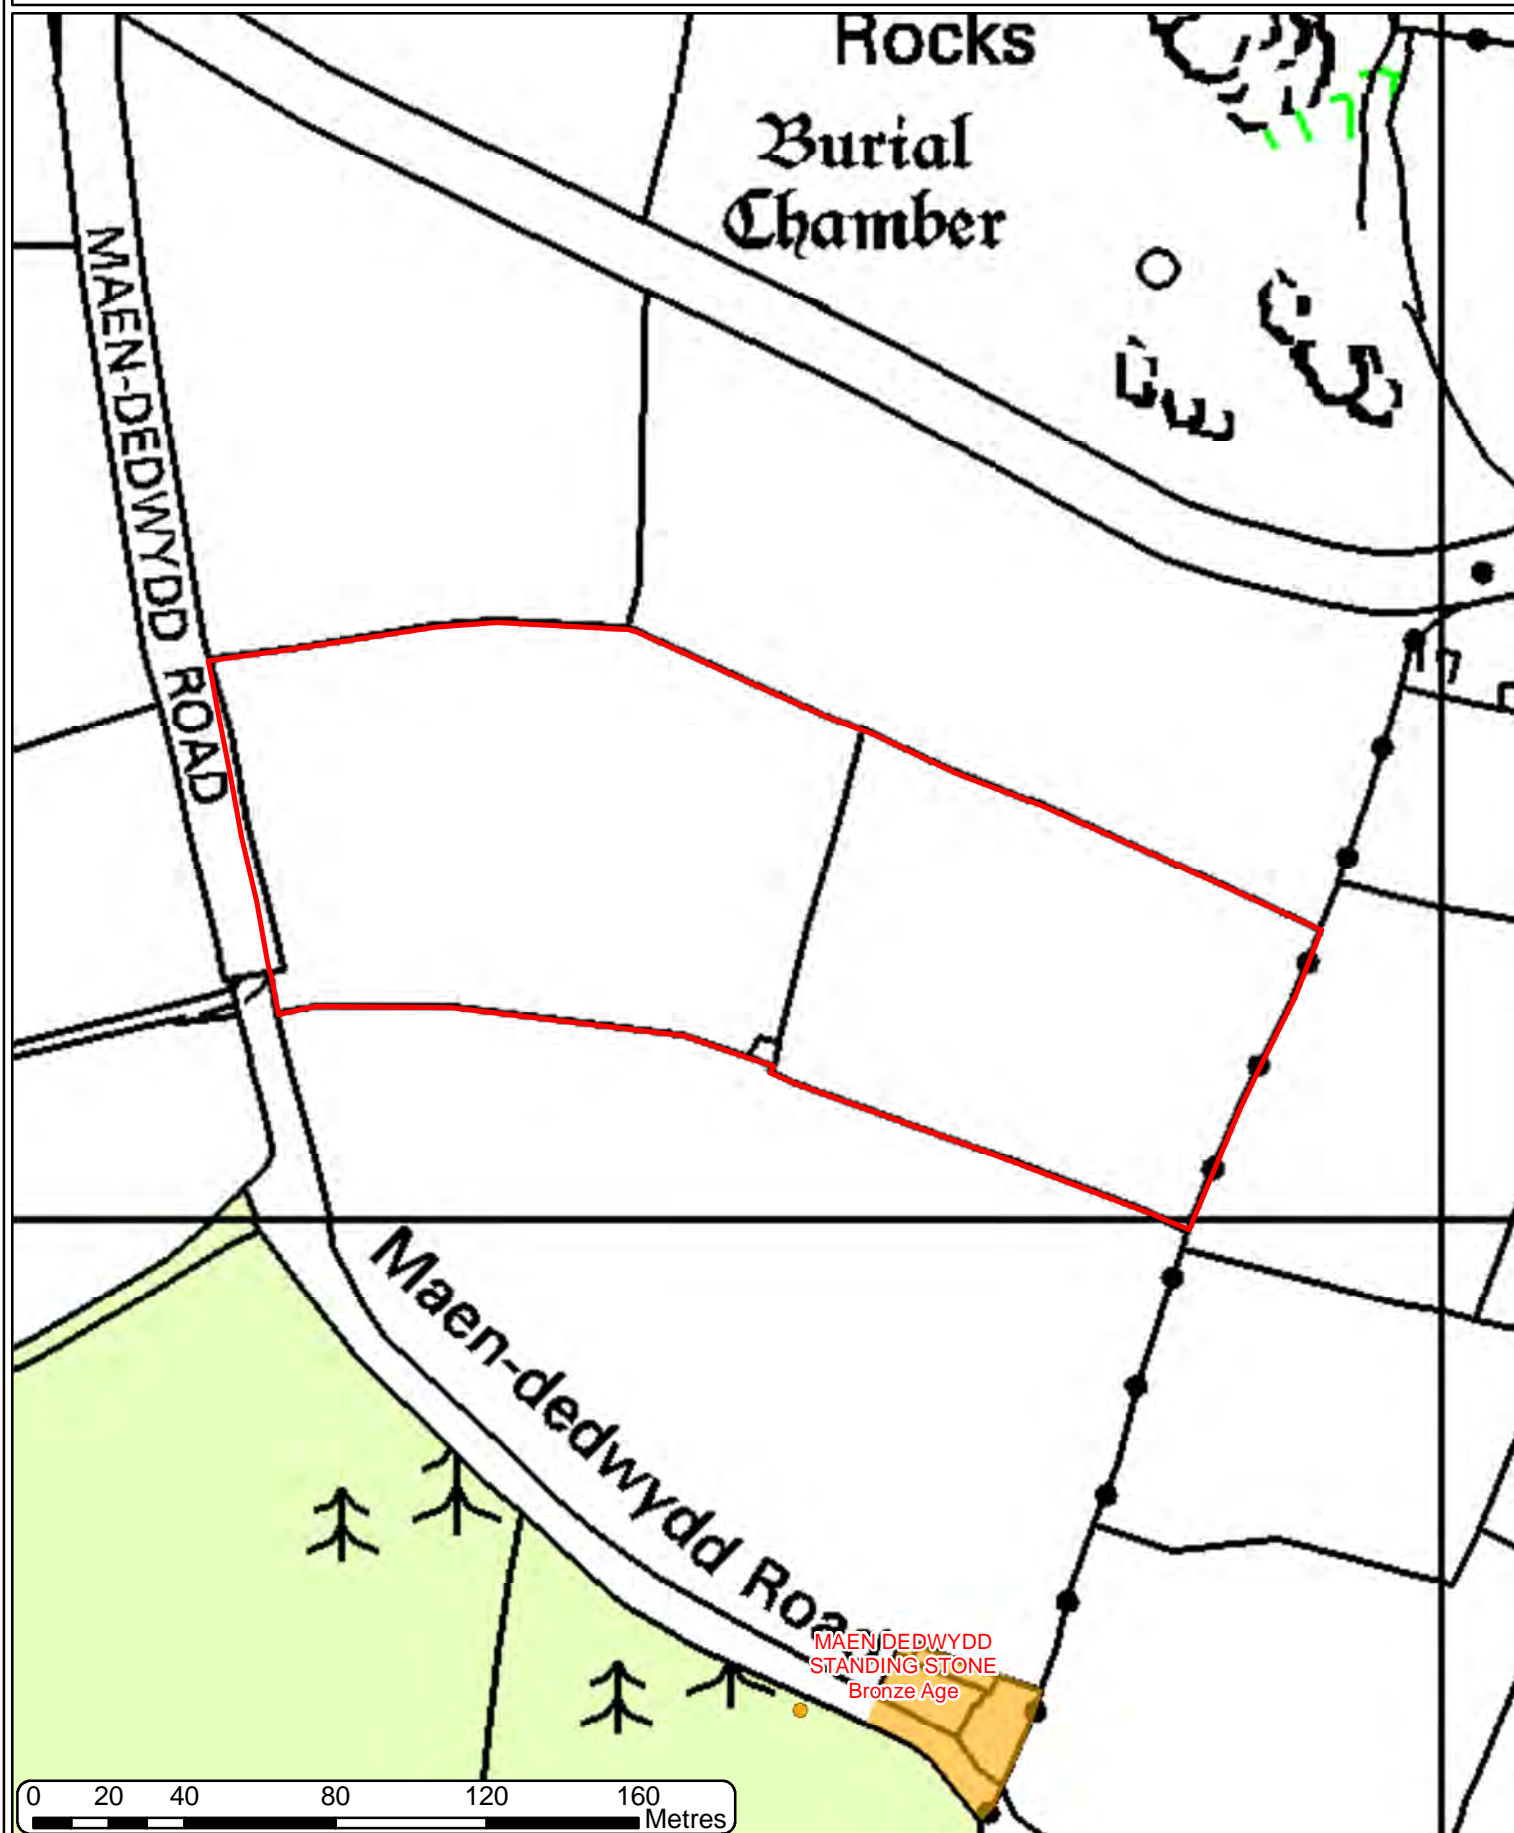 Rocks
Burial
Chamber
MAEN-DEDWYDD ROAD
Maen-dedwydd Road
MAEN DEDWYDD
STANDING STONE
Bronze Age
0 20 40 80 120 160
Metres